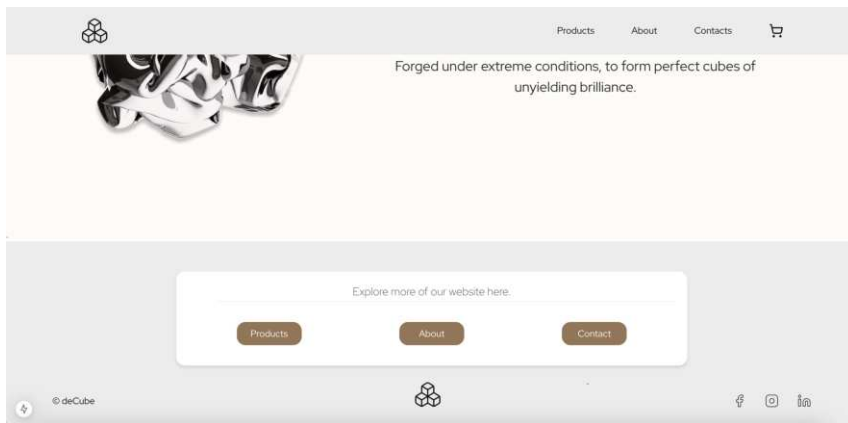 Products About Contacts
Forged under extreme conditions, to form perfect cubes of
unyielding brilliance.
Explore more of our website here.
Products About Contact
© deCube